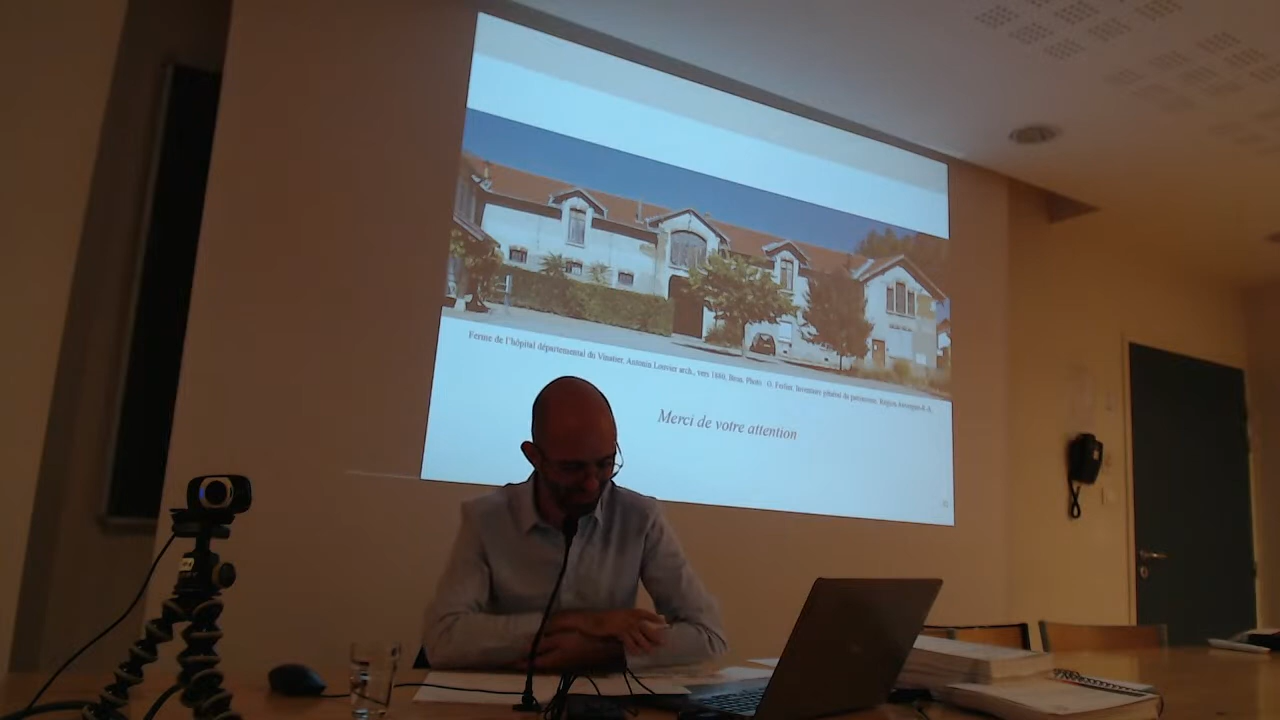 Ferme de l'hôpital départemental du Vinatier, Antonin Louvier arch., vers 1880, Bron, Photo : O. Ferlier, Inventaire général du patrimoine, Région Auvergne-R-A.
Merci de votre attention